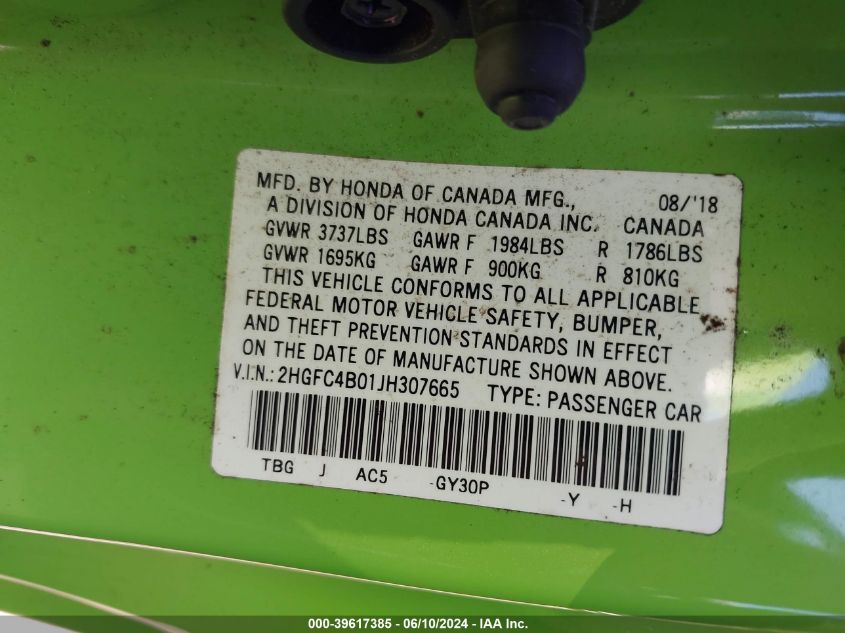 MFD. BY HONDA OF CANADA MFG., 08/'18
A DIVISION OF HONDA CANADA INC. CANADA
GVWR 3737LBS GAWR F 1984LBS R 1786LBS
GVWR 1695KG GAWR F 900KG R 810KG
THIS VEHICLE CONFORMS TO ALL APPLICABLE
FEDERAL MOTOR VEHICLE SAFETY, BUMPER,
AND THEFT PREVENTION STANDARDS IN EFFECT
ON THE DATE OF MANUFACTURE SHOWN ABOVE.
V.I.N.: 2HGFC4B01JH307665 TYPE: PASSENGER CAR
TBG J AC5 -GY30P -Y -H
000-39617385 - 06/10/2024 - IAA Inc.